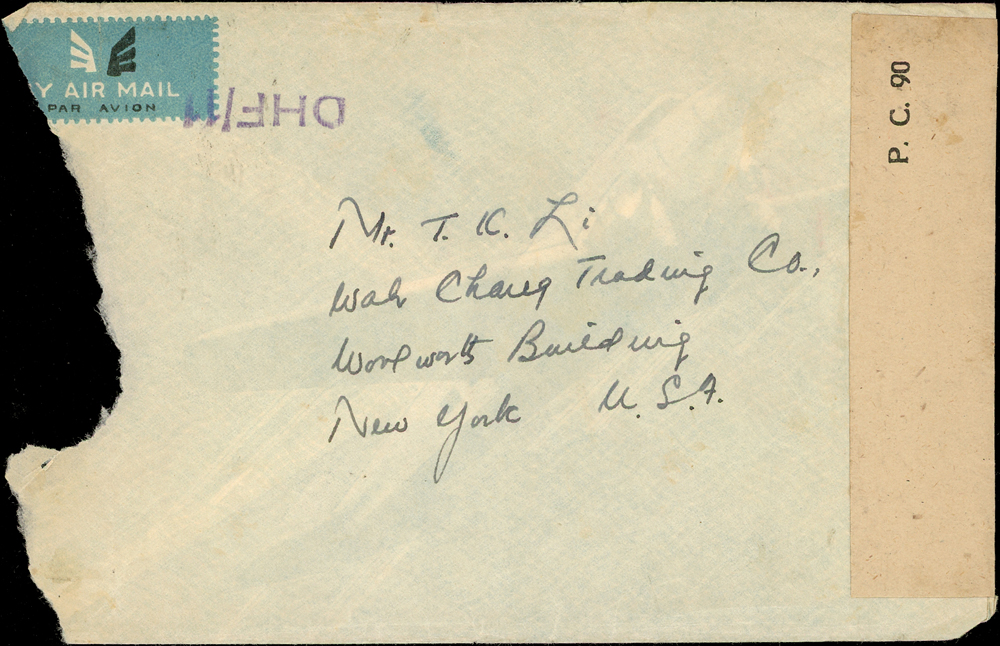 Y AIR MAIL
PAR AVION
DHF/11
P. C. 90
Mr. T. K. Li
Wah Chang Trading Co.,
Woolworth Building
New York U.S.A.